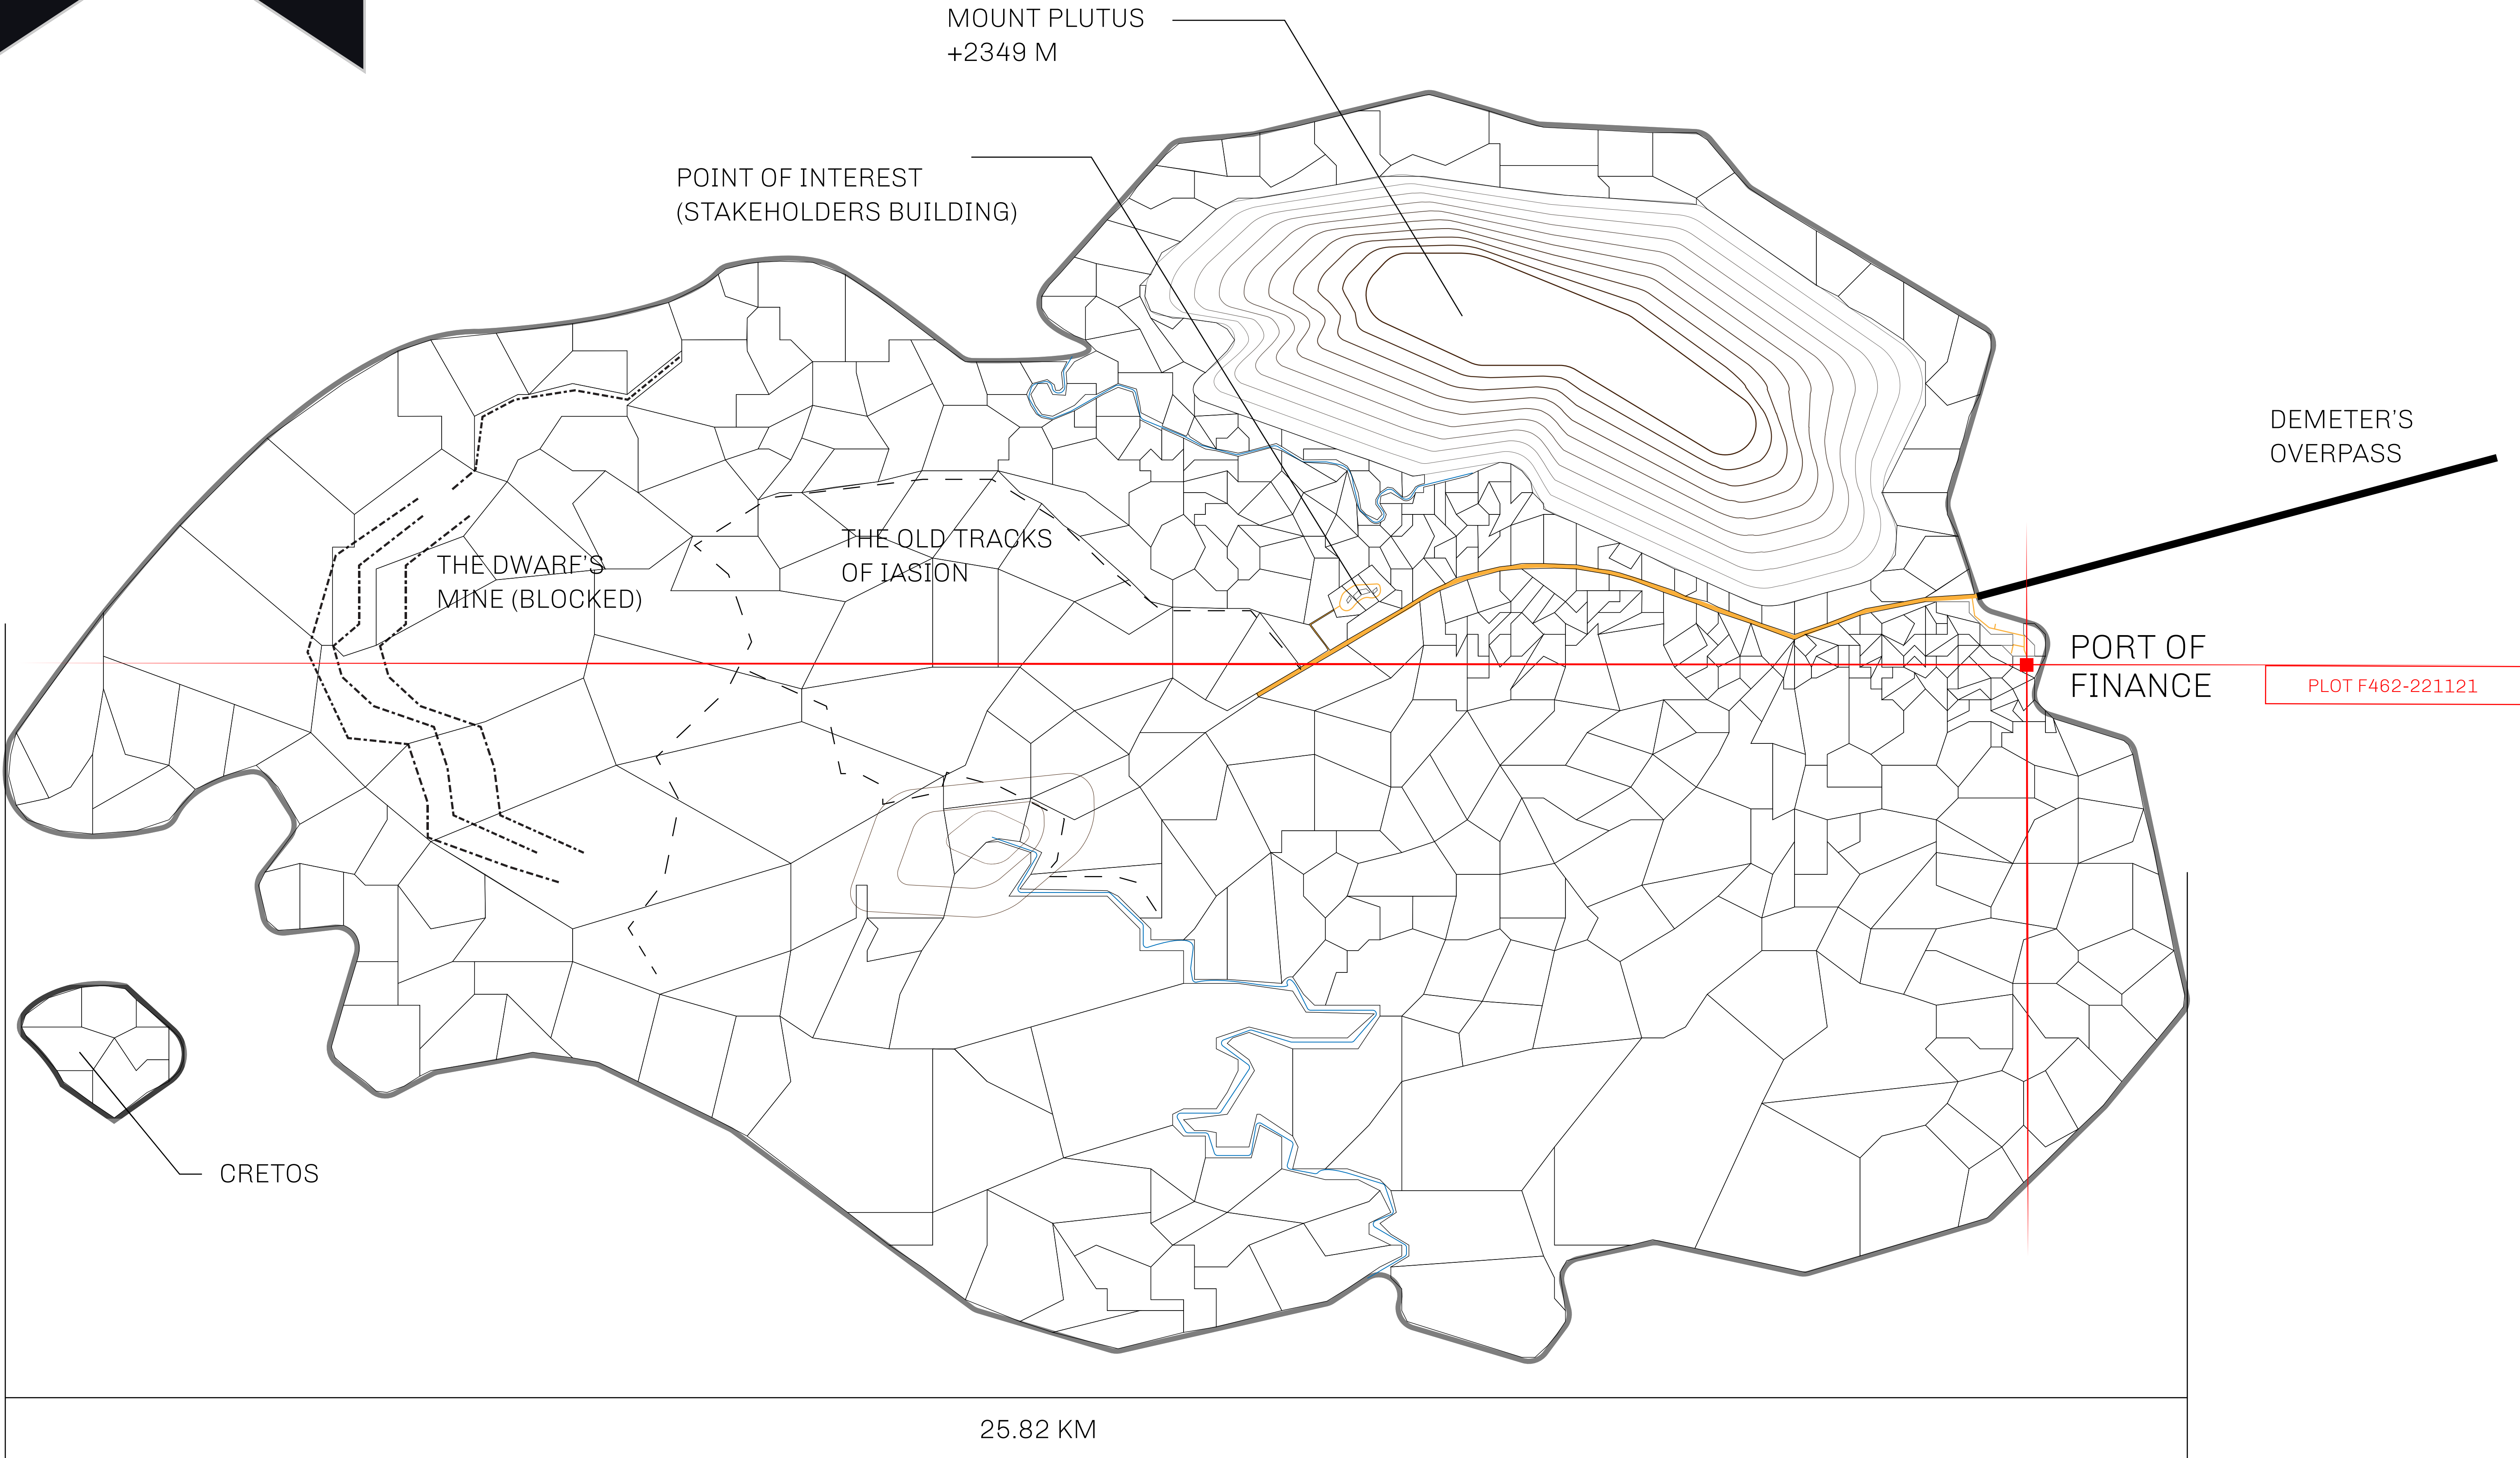 MOUNT PLUTUS
+2349 M
POINT OF INTEREST
(STAKEHOLDERS BUILDING)
DEMETER'S
OVERPASS
THE OLD TRACKS
OF IASION
THE DWARF'S
MINE (BLOCKED)
PORT OF
FINANCE
PLOT F462-221121
CRETOS
25.82 KM